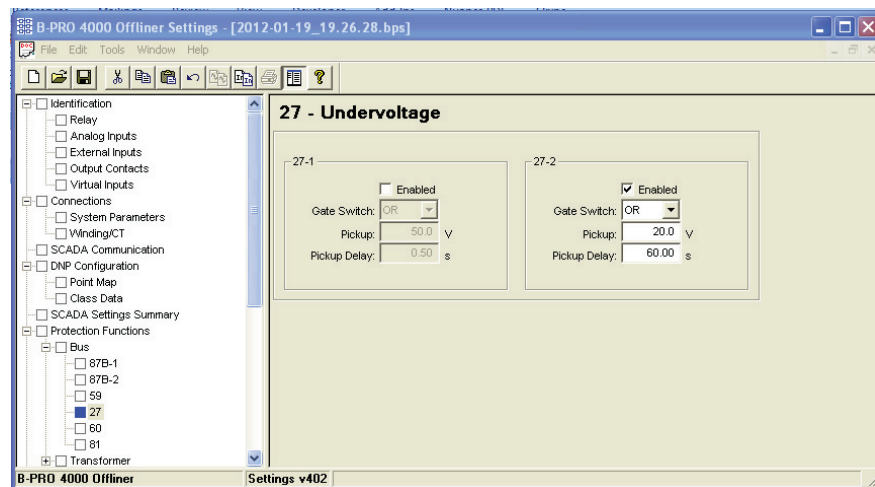 B-PRO 4000 Offliner Settings - [2012-01-19_19.26.28.bps]
File Edit Tools Window Help
Identification
Relay
Analog Inputs
External Inputs
Output Contacts
Virtual Inputs
Connections
System Parameters
Winding/CT
SCADA Communication
DNP Configuration
Point Map
Class Data
SCADA Settings Summary
Protection Functions
Bus
87B-1
87B-2
59
27
60
81
Transformer
27 - Undervoltage
27-1
Enabled
Gate Switch: OR
Pickup: 50.0 V
Pickup Delay: 0.50 s
27-2
Enabled
Gate Switch: OR
Pickup: 20.0 V
Pickup Delay: 60.00 s
B-PRO 4000 Offliner
Settings v402